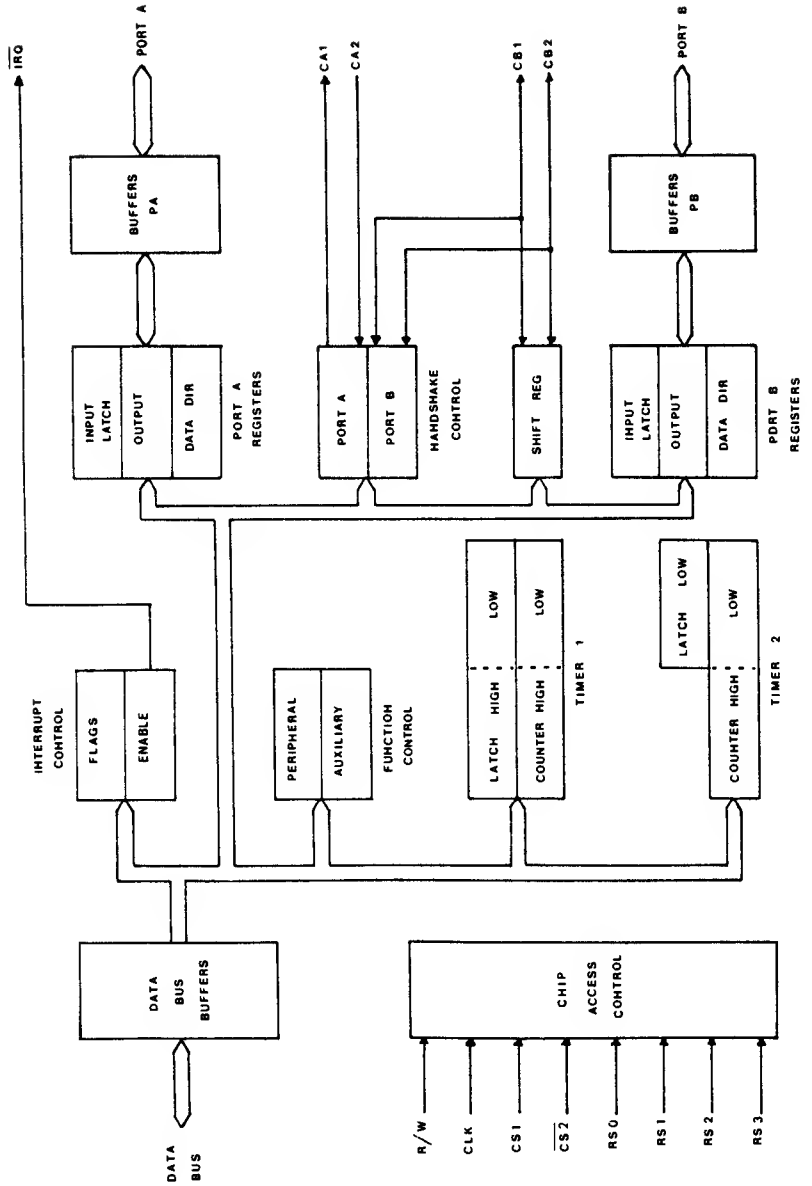 DATA
BUS
DATA
BUS
BUFFERS
R/W
CLK
CS1
CS2
RS0
RS1
RS2
RS3
CHIP
ACCESS
CONTROL
INTERRUPT
CONTROL
FLAGS
ENABLE
PERIPHERAL
AUXILIARY
FUNCTION
CONTROL
LATCH HIGH
LOW
COUNTER HIGH
LOW
TIMER 1
LATCH LOW
COUNTER HIGH
LOW
TIMER 2
INPUT
LATCH
OUTPUT
DATA DIR
PORT A
REGISTERS
PORT A
PORT B
HANDSHAKE
CONTROL
SHIFT REG
INPUT
LATCH
OUTPUT
DATA DIR
PORT B
REGISTERS
BUFFERS
PA
BUFFERS
PB
IRQ
PORT A
CA1
CA2
CB1
CB2
PORT B